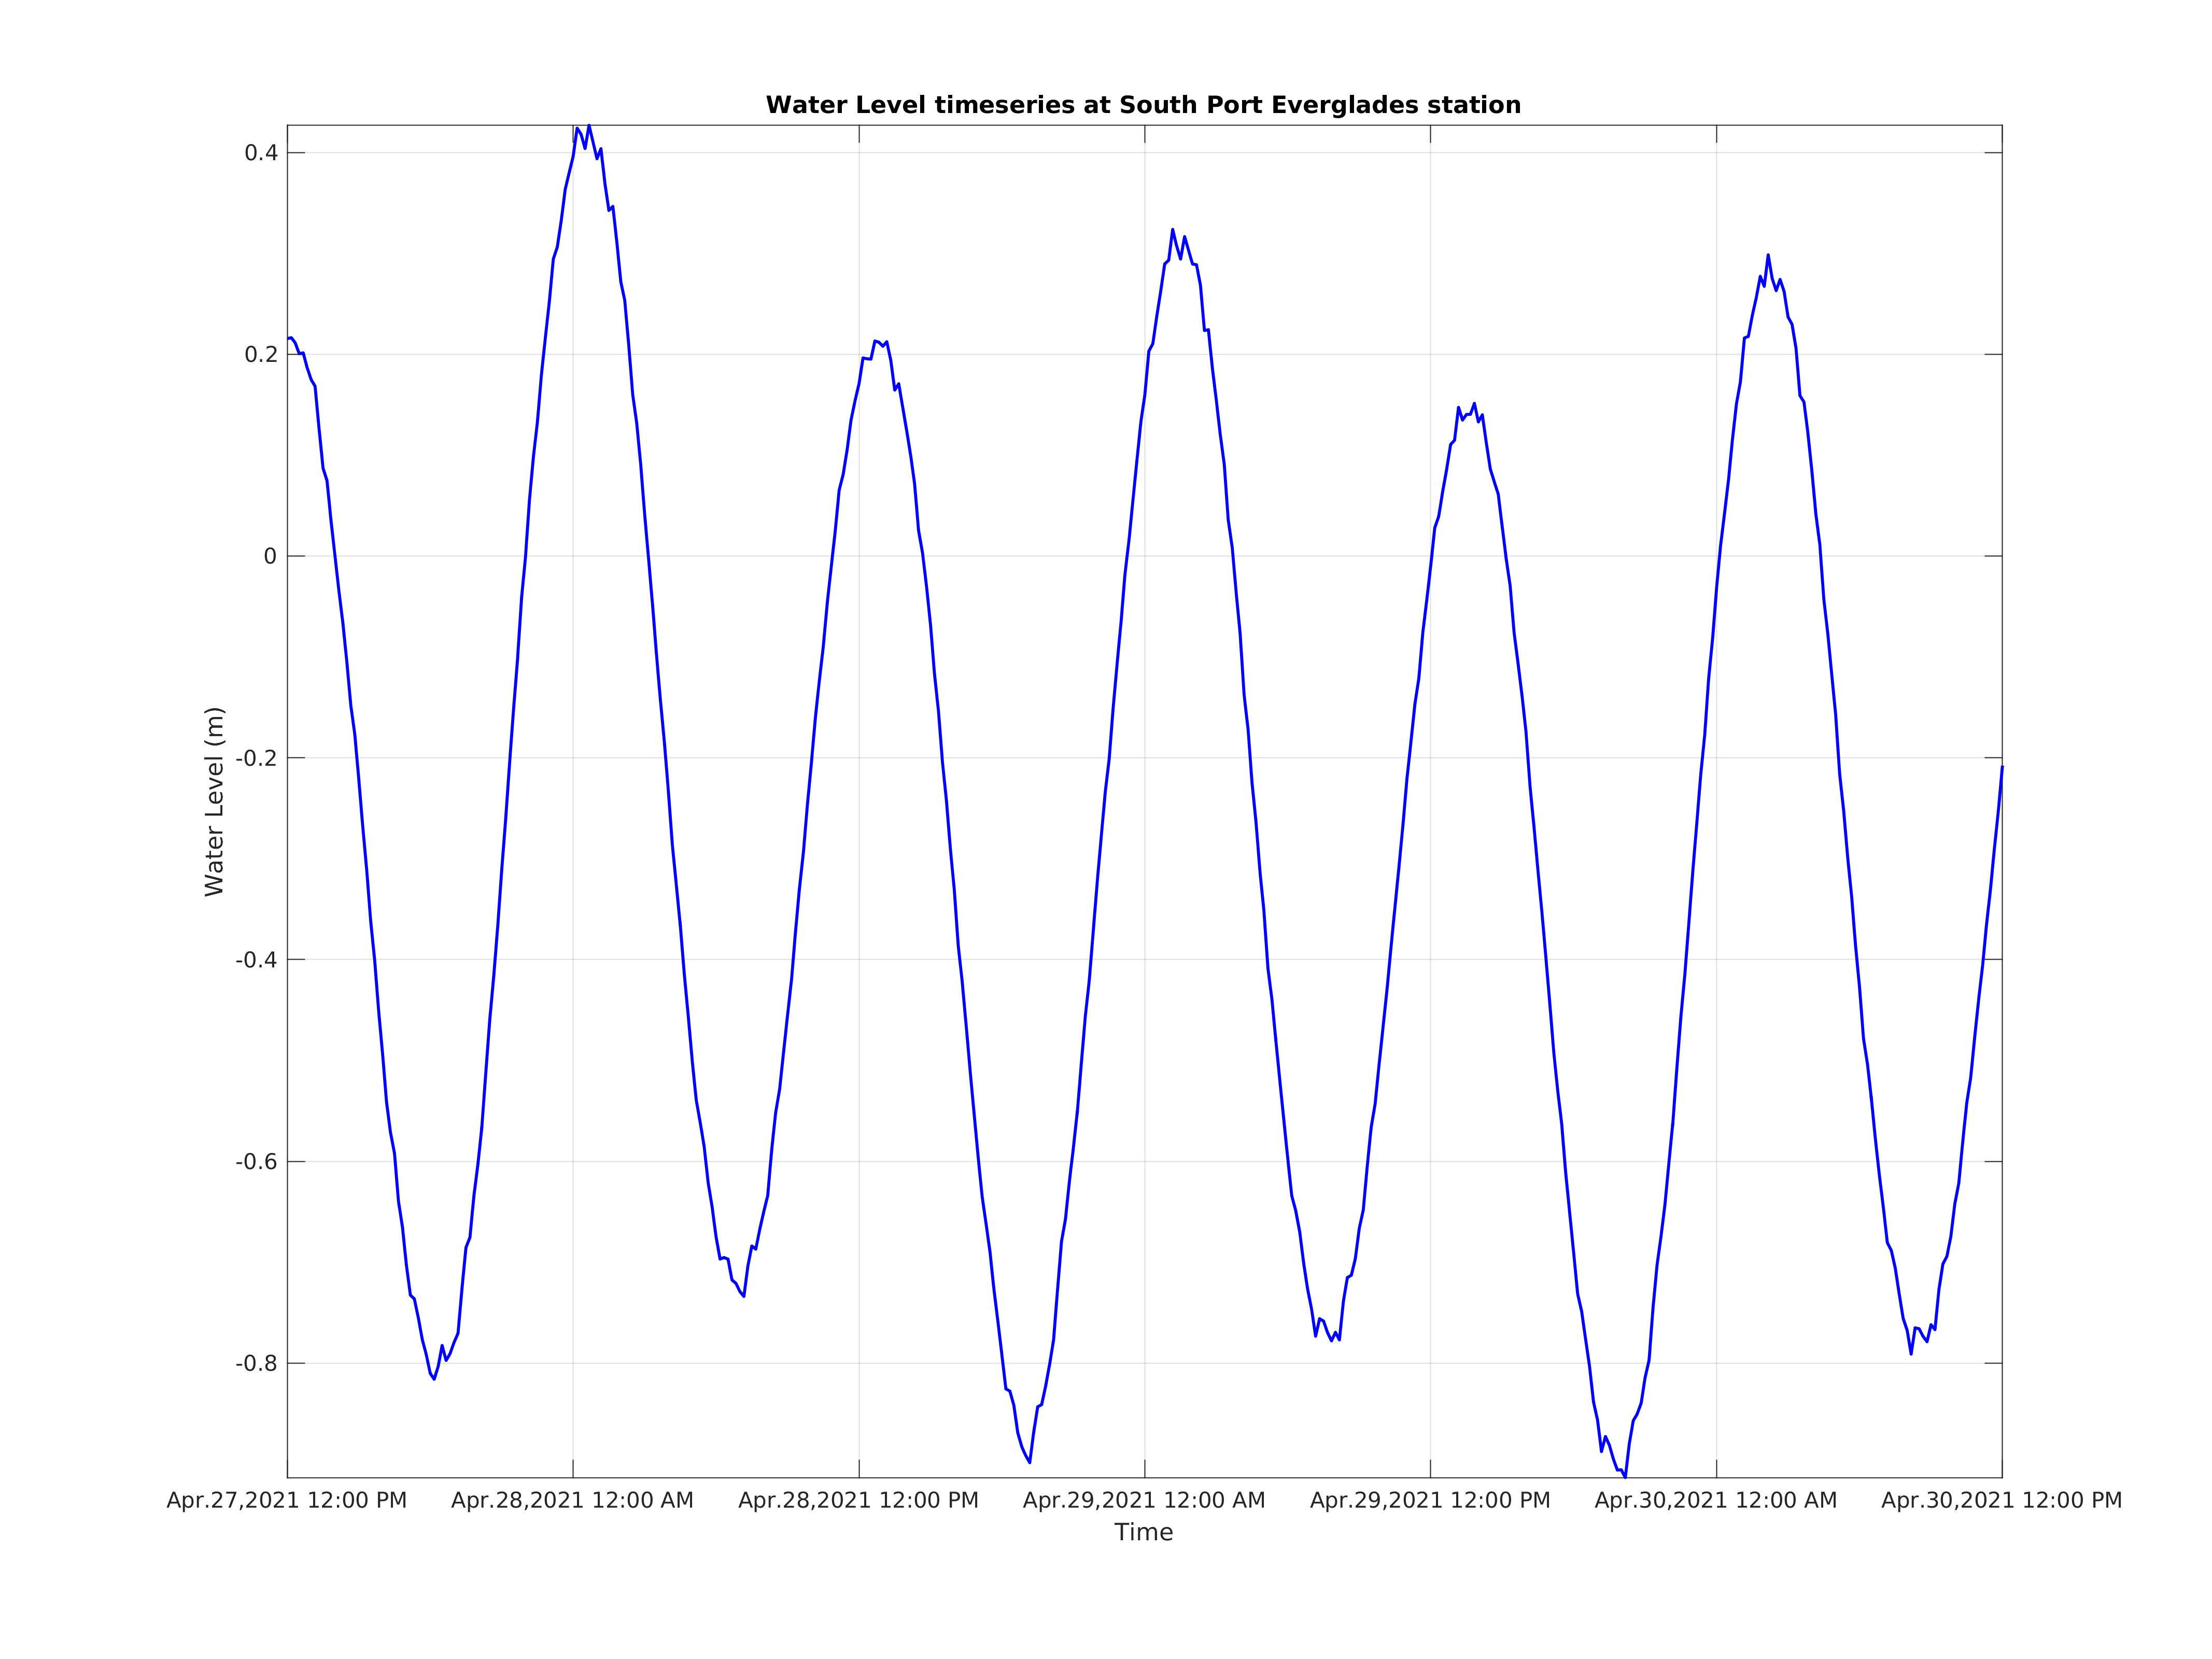 Water Level timeseries at South Port Everglades station
0.4
0.2
0
-0.2
-0.4
-0.6
-0.8
Water Level (m)
Apr.27,2021 12:00 PM Apr.28,2021 12:00 AM Apr.28,2021 12:00 PM Apr.29,2021 12:00 AM Apr.29,2021 12:00 PM Apr.30,2021 12:00 AM Apr.30,2021 12:00 PM
Time